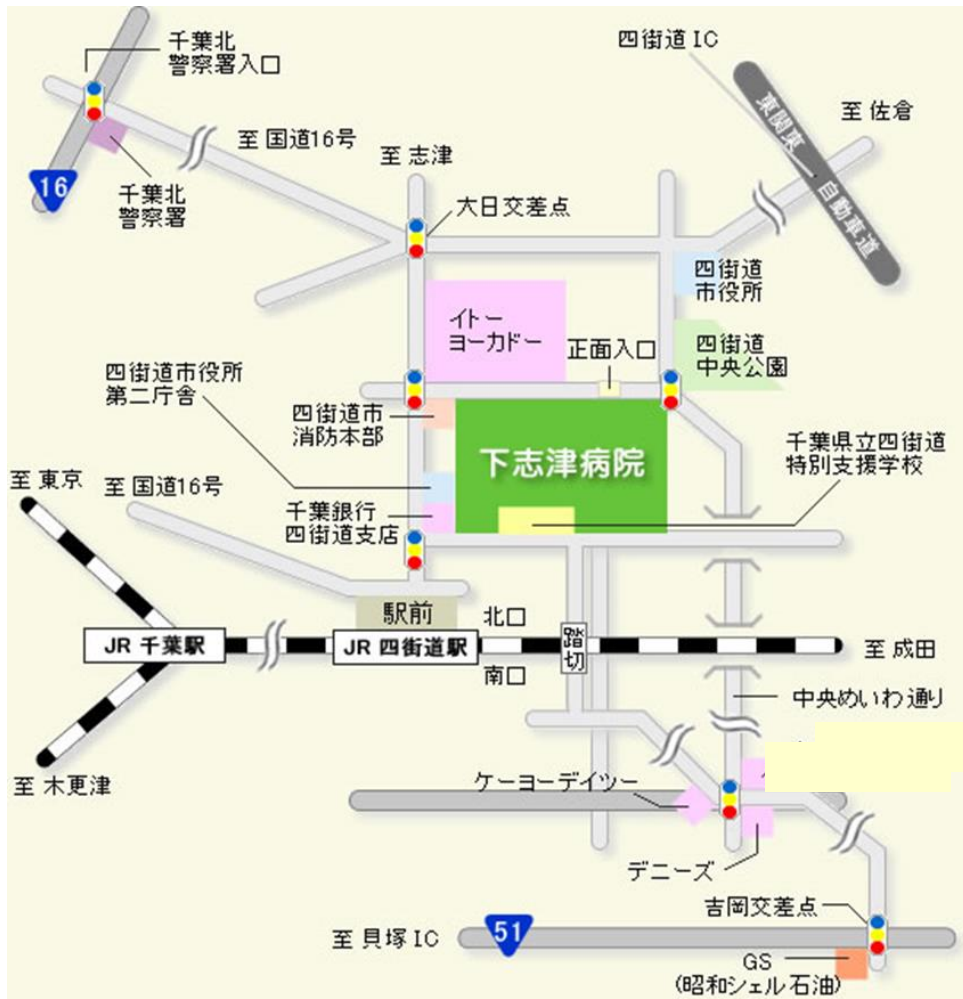 千葉北
警察署入口
四街道 IC
至 佐倉
東関東
自動車道
至 国道16号
至 志津
16
千葉北
警察署
大日交差点
四街道
市役所
イトー
ヨーカドー
正面入口
四街道
中央公園
四街道市役所
第二庁舎
四街道市
消防本部
下志津病院
千葉県立四街道
特別支援学校
至 東京
至 国道16号
千葉銀行
四街道支店
駅前
北口
踏切
JR 千葉駅
JR 四街道駅
至 成田
南口
中央めいわ通り
至 木更津
ケーヨーデイツー
デニーズ
吉岡交差点
51
至 貝塚 IC
GS
(昭和シェル石油)